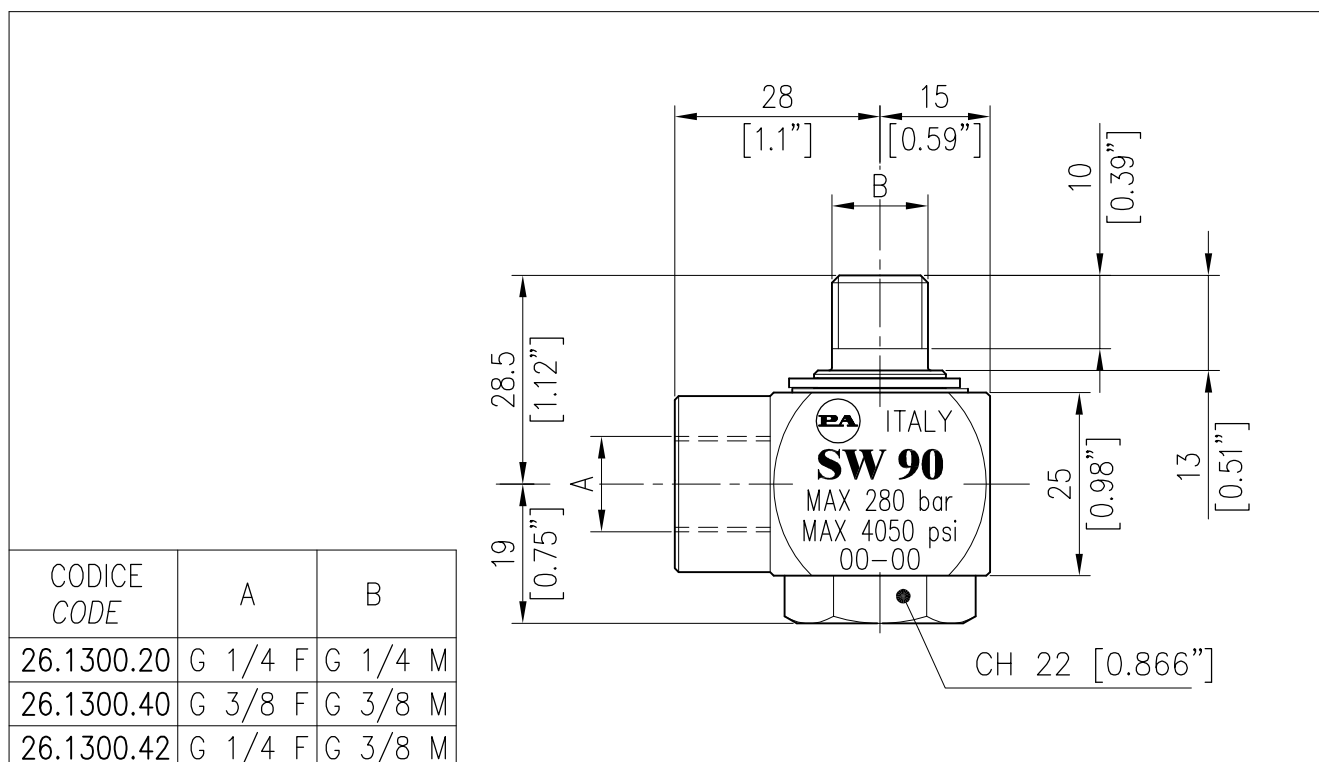 28
[1.1”]
15
[0.59”]
B
10
[0.39”]
28.5
[1.12”]
13
[0.51”]
A
PA ITALY
SW 90
MAX 280 bar
MAX 4050 psi
00-00
25
[0.98”]
19
[0.75”]
CH 22 [0.866”]
CODICE
CODE
A
B
26.1300.20 G 1/4 F G 1/4 M
26.1300.40 G 3/8 F G 3/8 M
26.1300.42 G 1/4 F G 3/8 M